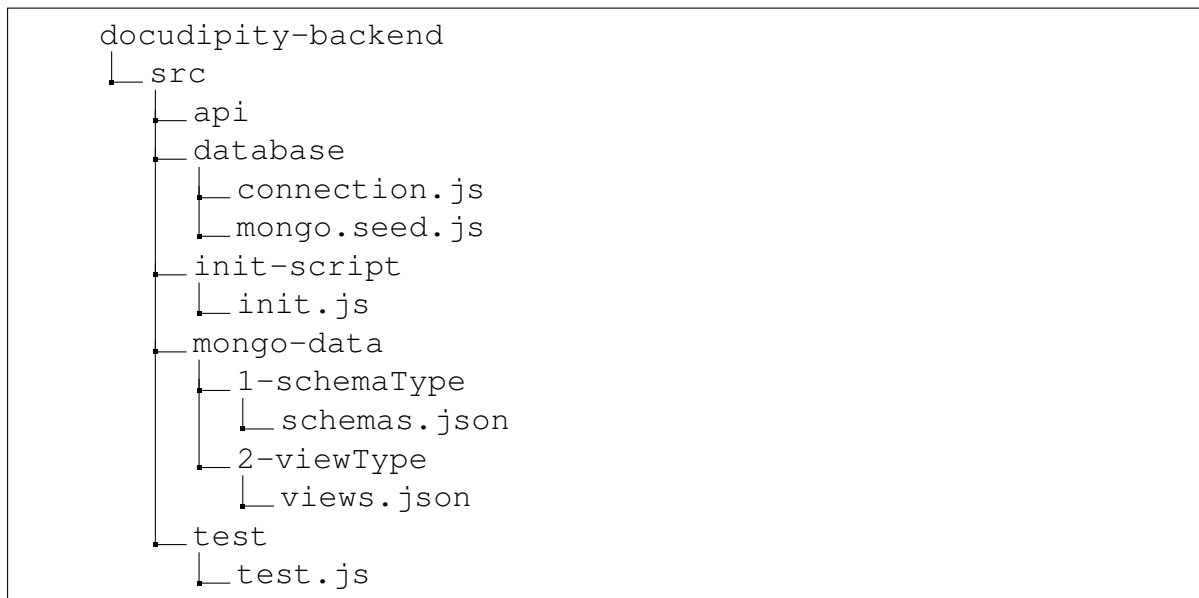 docudipity-backend
src
api
database
connection.js
mongo.seed.js
init-script
init.js
mongo-data
1-schemaType
schemas.json
2-viewType
views.json
test
test.js